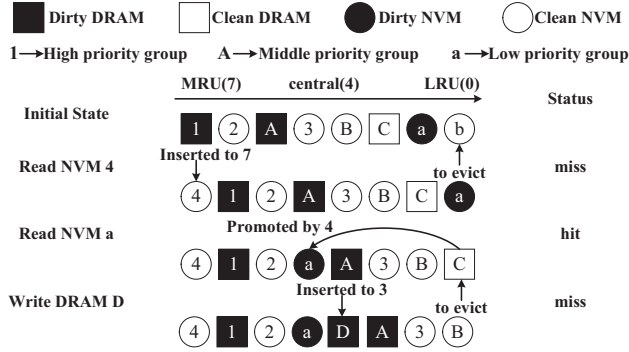 Dirty DRAM Clean DRAM Dirty NVM Clean NVM
1→High priority group A→Middle priority group a→Low priority group
MRU(7) central(4) LRU(0) Status
Initial State 1 2 A 3 B C a b
Inserted to 7
Read NVM 4 to evict miss
4 1 2 A 3 B C a
Promoted by 4
Read NVM a hit
4 1 2 a A 3 B C
Inserted to 3
Write DRAM D to evict miss
4 1 2 a D A 3 B